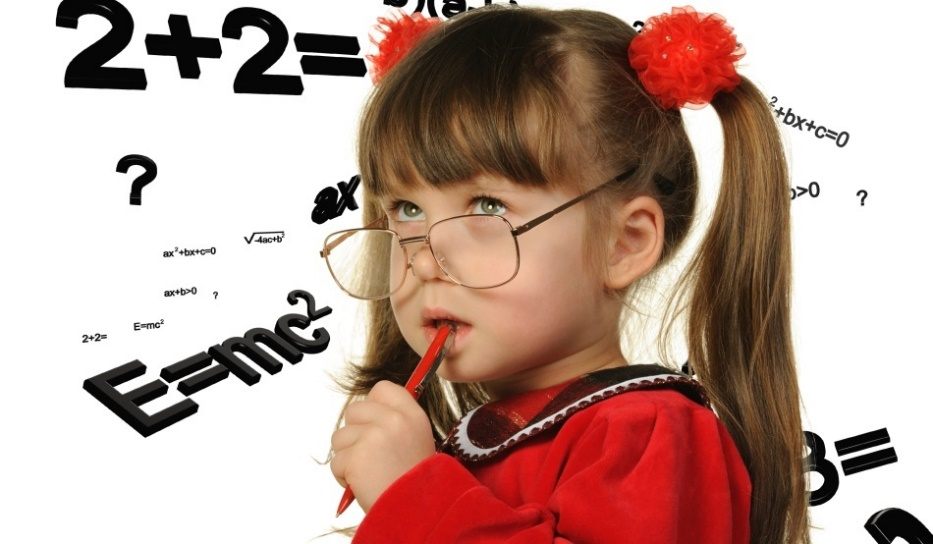 2+2=
?
ax
ax²+bx+c=0
√-4ac+b²
ax+b>0
?
E=mc²
2+2=
E=mc²
²+bx+c=0
>0
?
3=